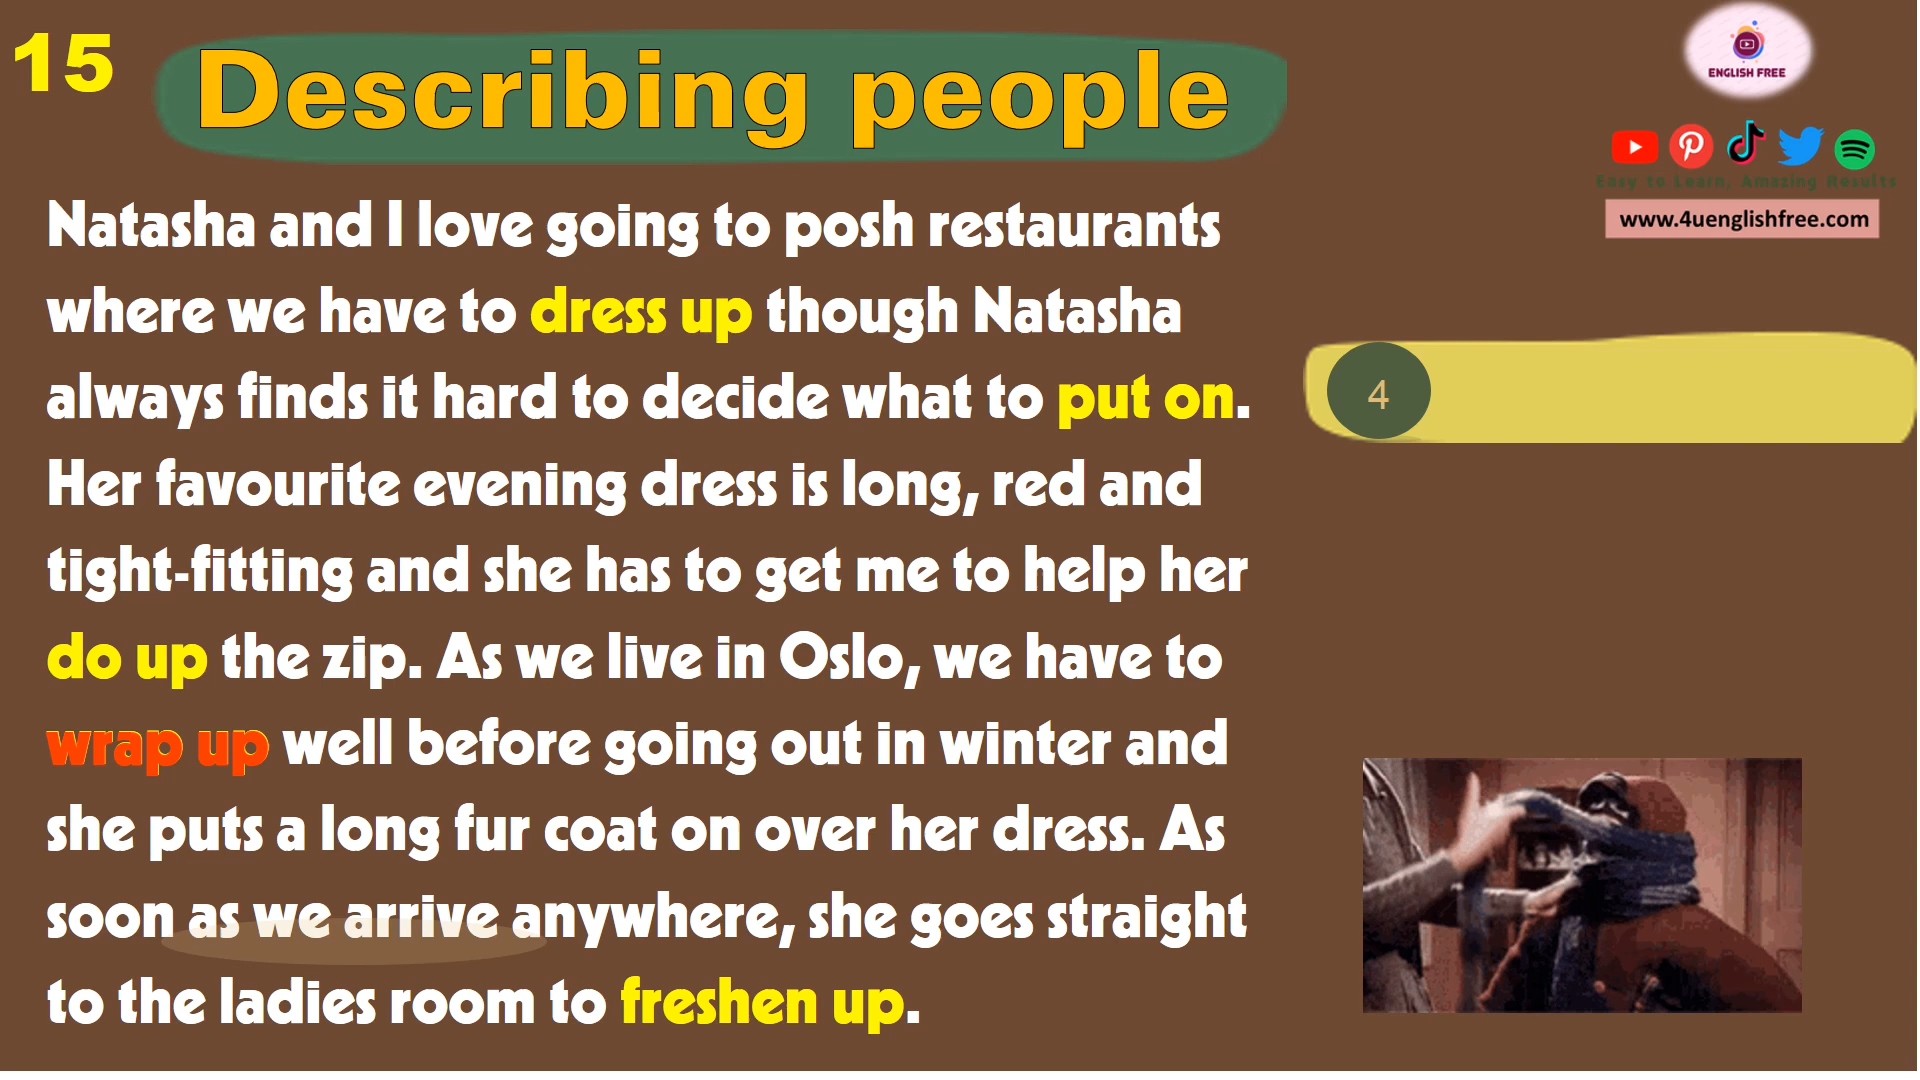 15
Describing people
ENGLISH FREE
Easy to Learn, Amazing Results
www.4uenglishfree.com
Natasha and I love going to posh restaurants
where we have to dress up though Natasha
always finds it hard to decide what to put on.
Her favourite evening dress is long, red and
tight-fitting and she has to get me to help her
do up the zip. As we live in Oslo, we have to
wrap up well before going out in winter and
she puts a long fur coat on over her dress. As
soon as we arrive anywhere, she goes straight
to the ladies room to freshen up.
4